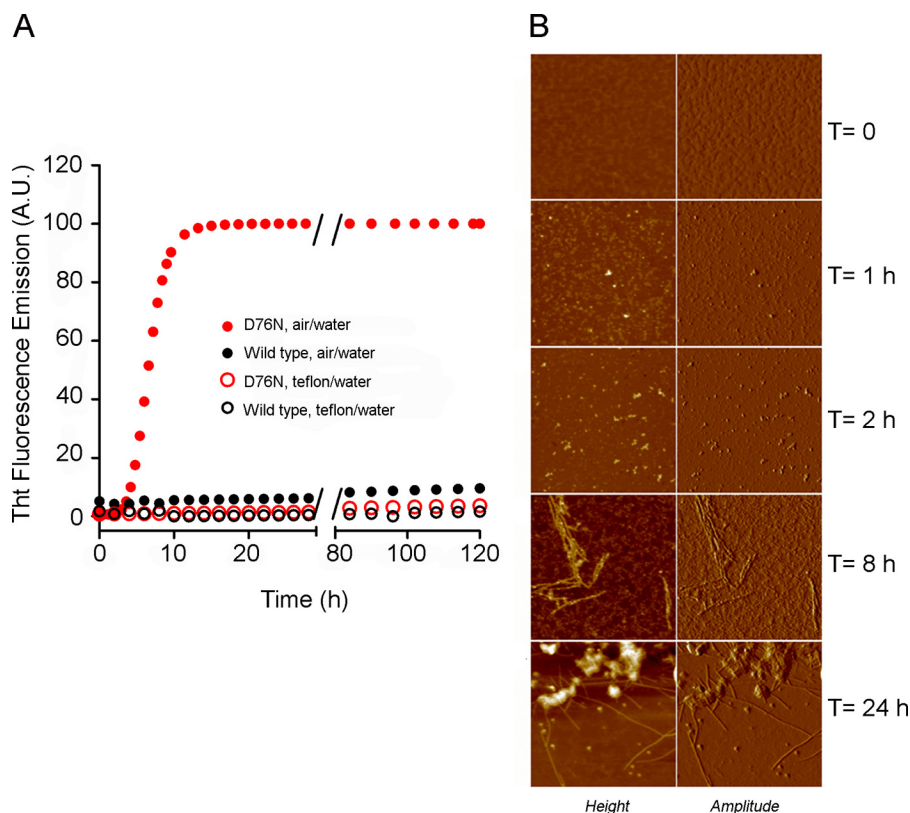 A
B
Tht Fluorescence Emission (A.U.)
120
100
80
60
40
20
0
0
10
20
80
100
120
Time (h)
D76N, air/water
Wild type, air/water
D76N, teflon/water
Wild type, teflon/water
T= 0
T= 1 h
T= 2 h
T= 8 h
T= 24 h
Height
Amplitude